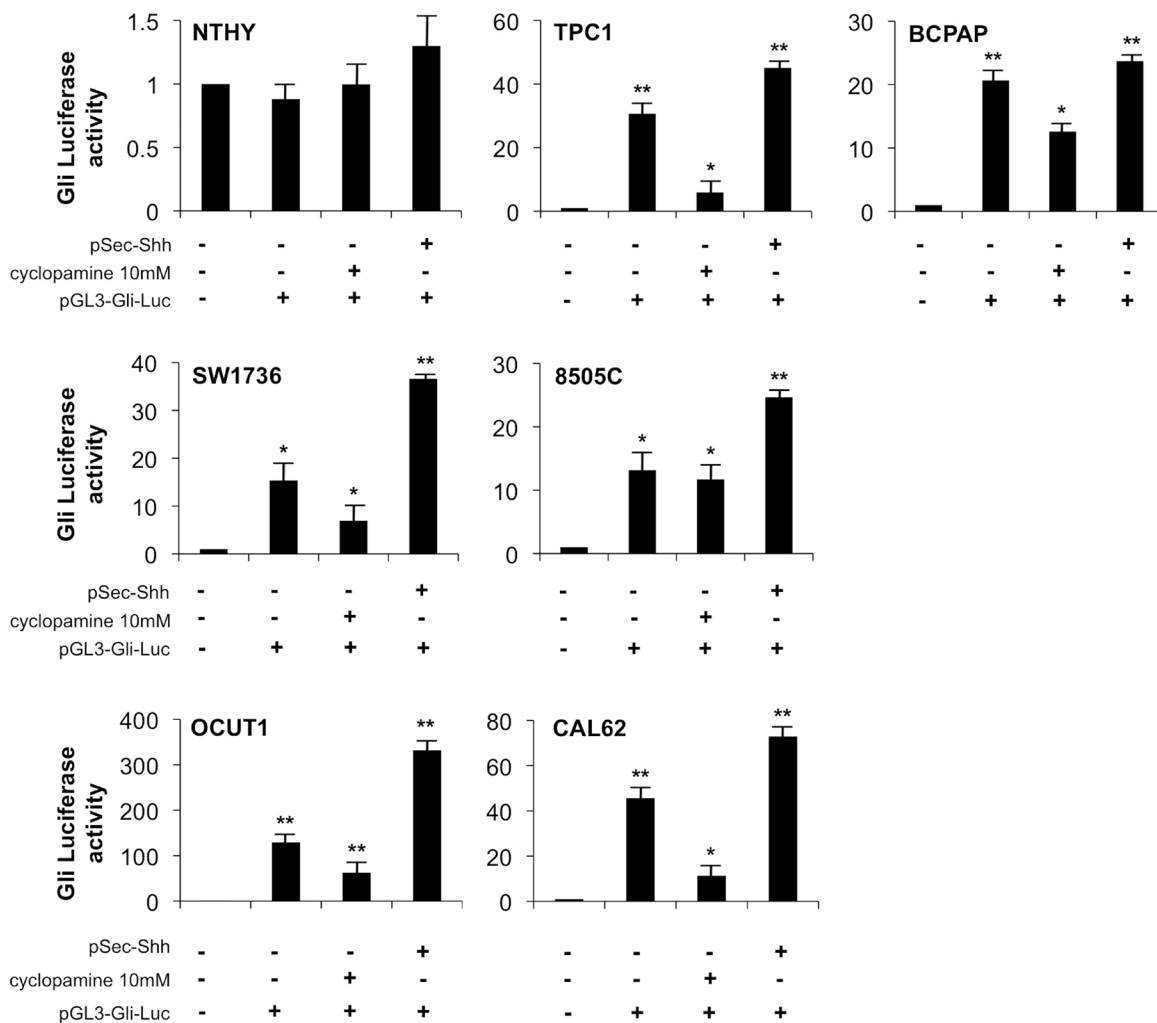 NTHY
Gli Luciferase
activity
1.5
1
0.5
0
TPC1
60
40
20
0
** * **
BCPAP
30
20
10
0
** * **
pSec-Shh - - - + - - - + - - - +
cyclopamine 10mM - - + - - - + - - - + -
pGL3-Gli-Luc - + + + - + + + - + + +
SW1736
Gli Luciferase
activity
40
30
20
10
0
* * **
8505C
30
20
10
0
* * **
pSec-Shh - - - + - - - +
cyclopamine 10mM - - + - - - + -
pGL3-Gli-Luc - + + + - + + +
OCUT1
Gli Luciferase
activity
400
300
200
100
0
** ** **
CAL62
80
60
40
20
0
** * **
pSec-Shh - - - + - - - +
cyclopamine 10mM - - + - - - + -
pGL3-Gli-Luc - + + + - + + +